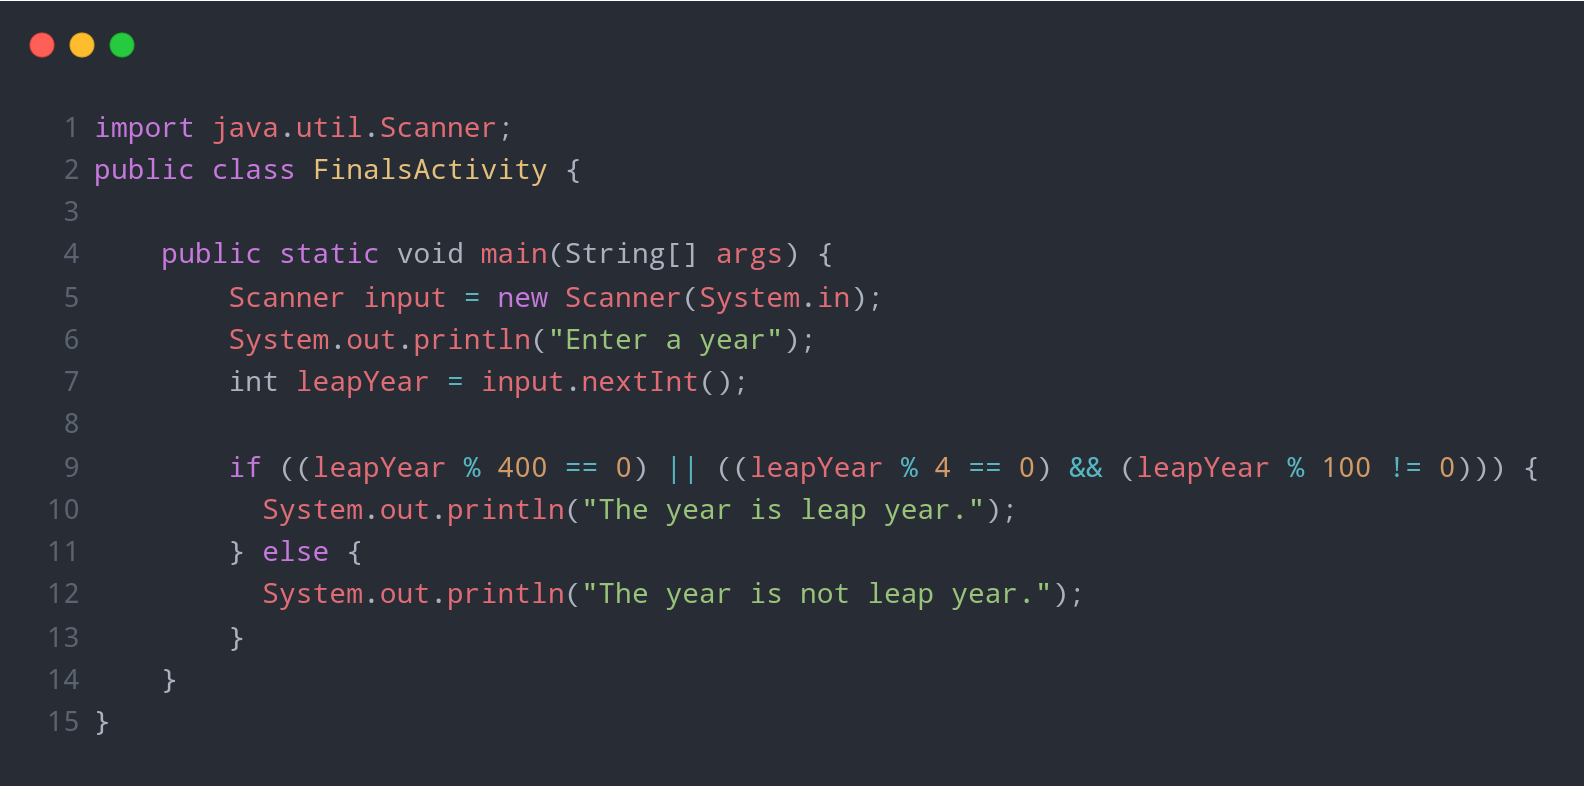 1 import java.util.Scanner;
2 public class FinalsActivity {
3
4     public static void main(String[] args) {
5         Scanner input = new Scanner(System.in);
6         System.out.println("Enter a year");
7         int leapYear = input.nextInt();
8
9         if ((leapYear % 400 == 0) || ((leapYear % 4 == 0) && (leapYear % 100 != 0))) {
10           System.out.println("The year is leap year.");
11         } else {
12           System.out.println("The year is not leap year.");
13         }
14     }
15 }